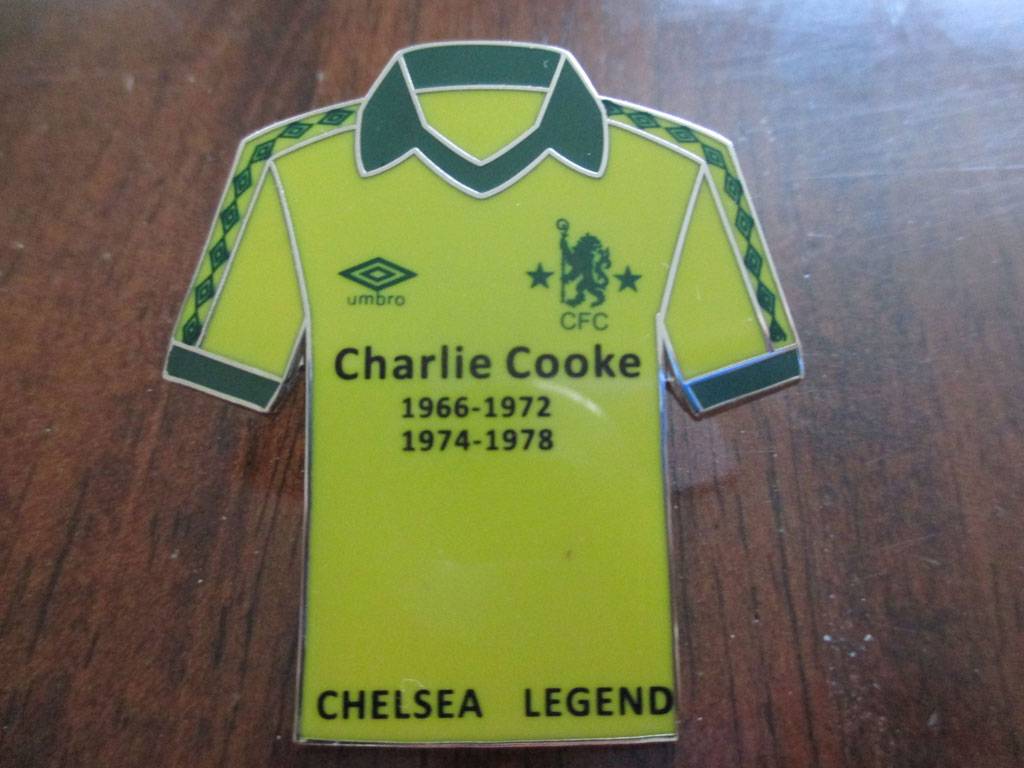 umbro
CFC
Charlie Cooke
1966-1972
1974-1978
CHELSEA LEGEND